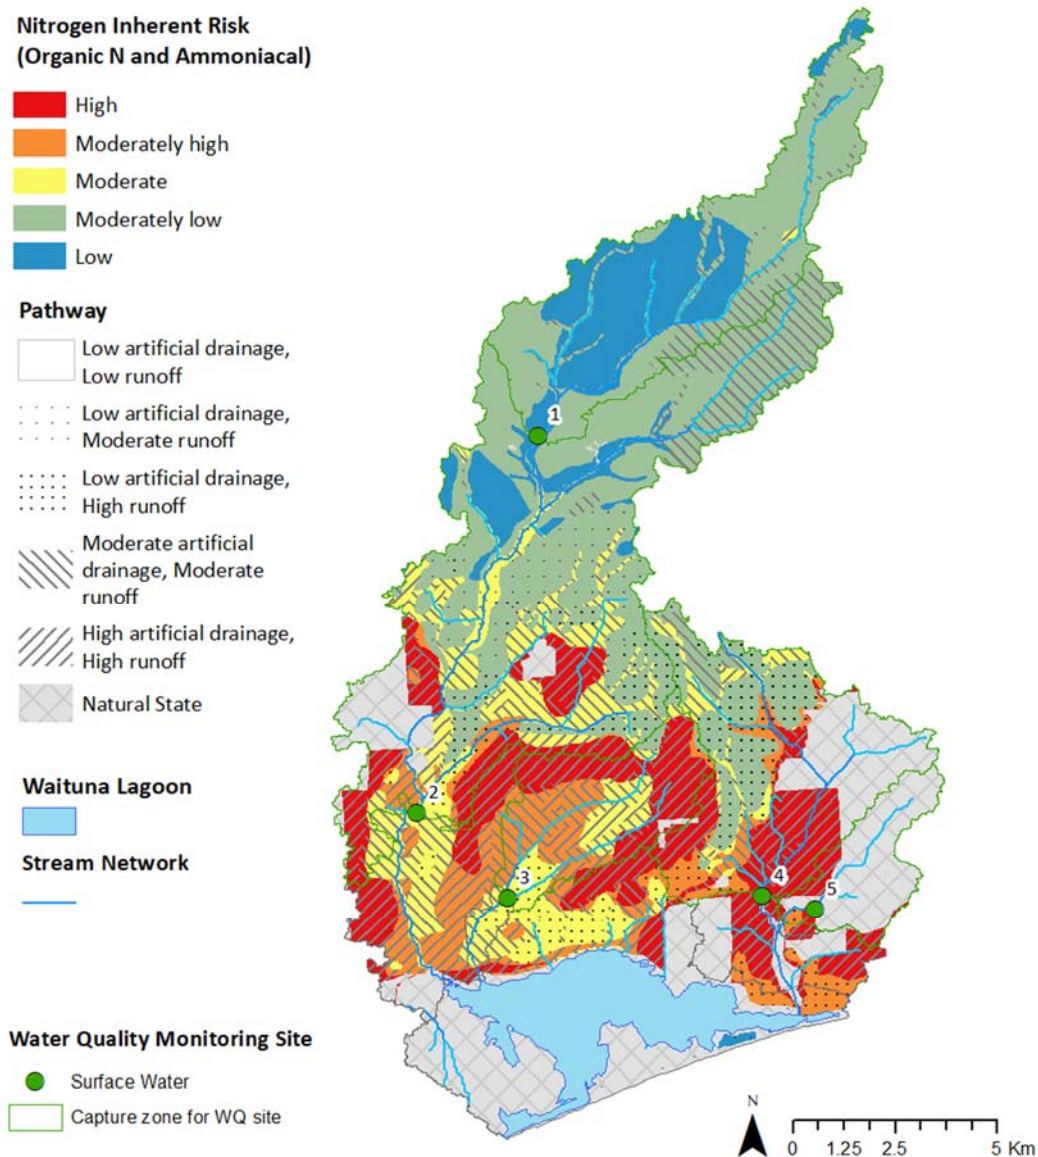 Nitrogen Inherent Risk
(Organic N and Ammoniacal)
High
Moderately high
Moderate
Moderately low
Low
Pathway
Low artificial drainage,
Low runoff
Low artificial drainage,
Moderate runoff
Low artificial drainage,
High runoff
Moderate artificial
drainage, Moderate
runoff
High artificial drainage,
High runoff
Natural State
Waituna Lagoon
Stream Network
Water Quality Monitoring Site
Surface Water
Capture zone for WQ site
1
2
3
4
5
N
0 1.25 2.5 5 Km